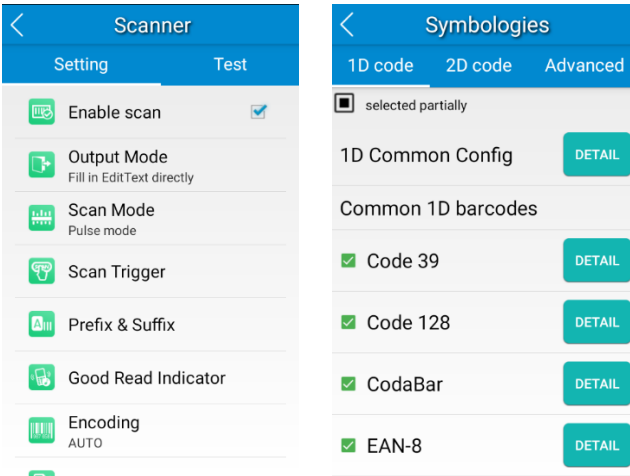 Scanner
Setting
Test
Enable scan
Output Mode
Fill in EditText directly
Scan Mode
Pulse mode
Scan Trigger
Prefix & Suffix
Good Read Indicator
Encoding
AUTO
Symbologies
1D code
2D code
Advanced
selected partially
1D Common Config
DETAIL
Common 1D barcodes
Code 39
DETAIL
Code 128
DETAIL
CodaBar
DETAIL
EAN-8
DETAIL